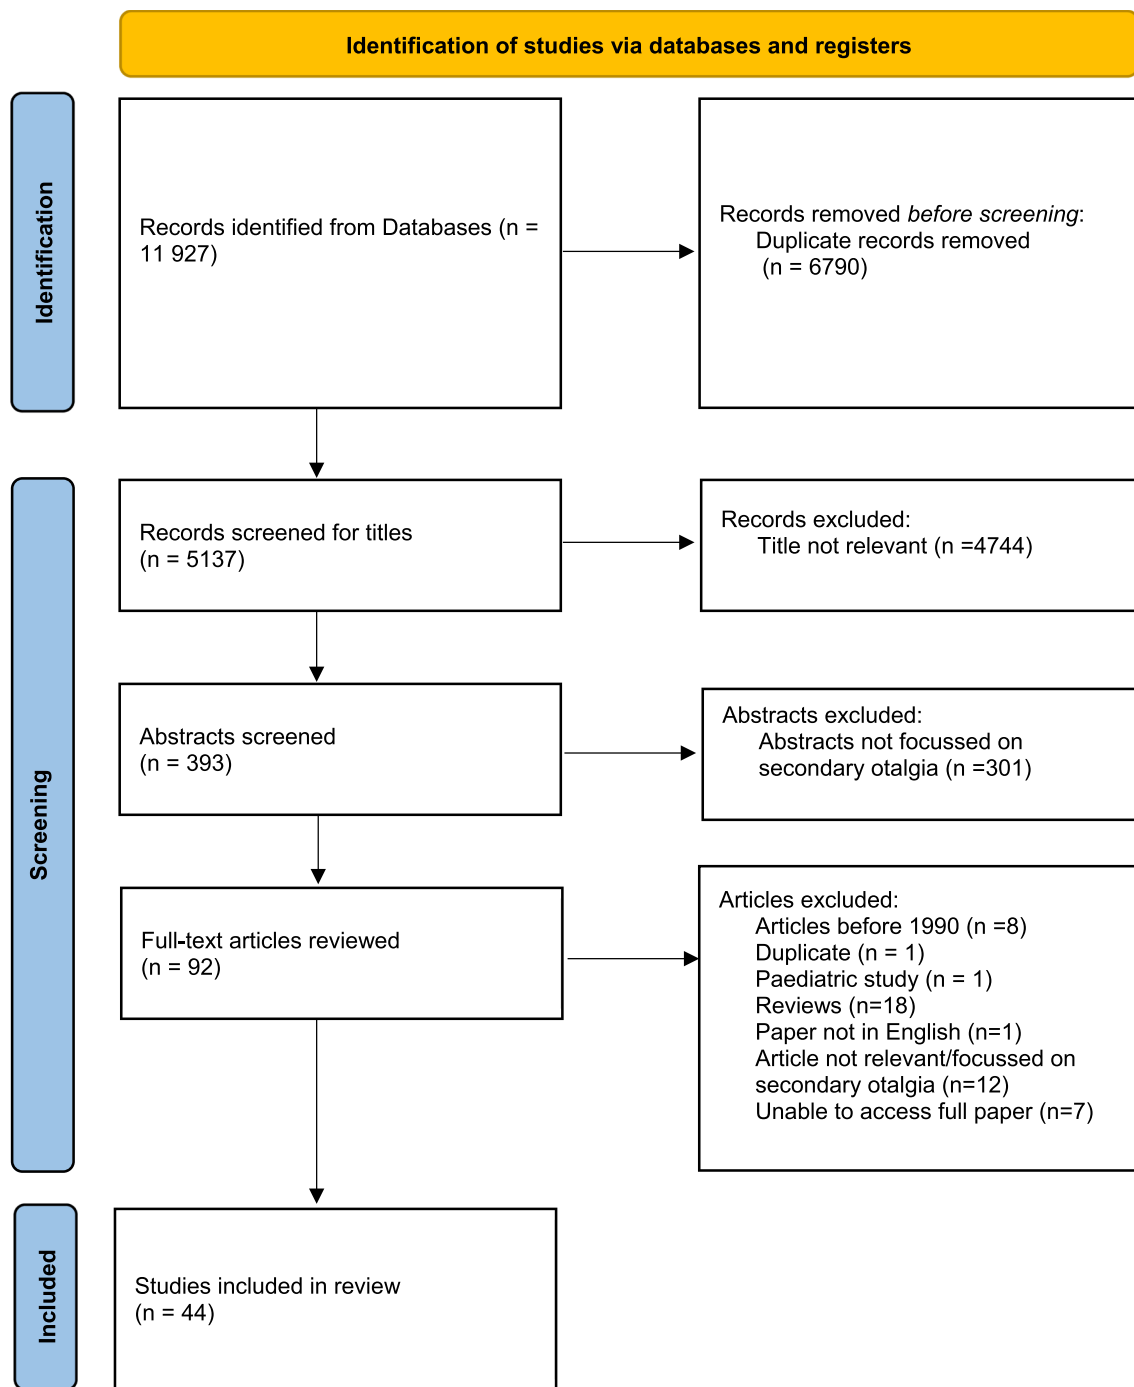 Identification of studies via databases and registers
Identification
Records identified from Databases (n =
11 927)
Records removed before screening:
Duplicate records removed
(n = 6790)
Screening
Records screened for titles
(n = 5137)
Records excluded:
Title not relevant (n =4744)
Abstracts screened
(n = 393)
Abstracts excluded:
Abstracts not focussed on
secondary otalgia (n =301)
Full-text articles reviewed
(n = 92)
Articles excluded:
Articles before 1990 (n =8)
Duplicate (n = 1)
Paediatric study (n = 1)
Reviews (n=18)
Paper not in English (n=1)
Article not relevant/focussed on
secondary otalgia (n=12)
Unable to access full paper (n=7)
Included
Studies included in review
(n = 44)